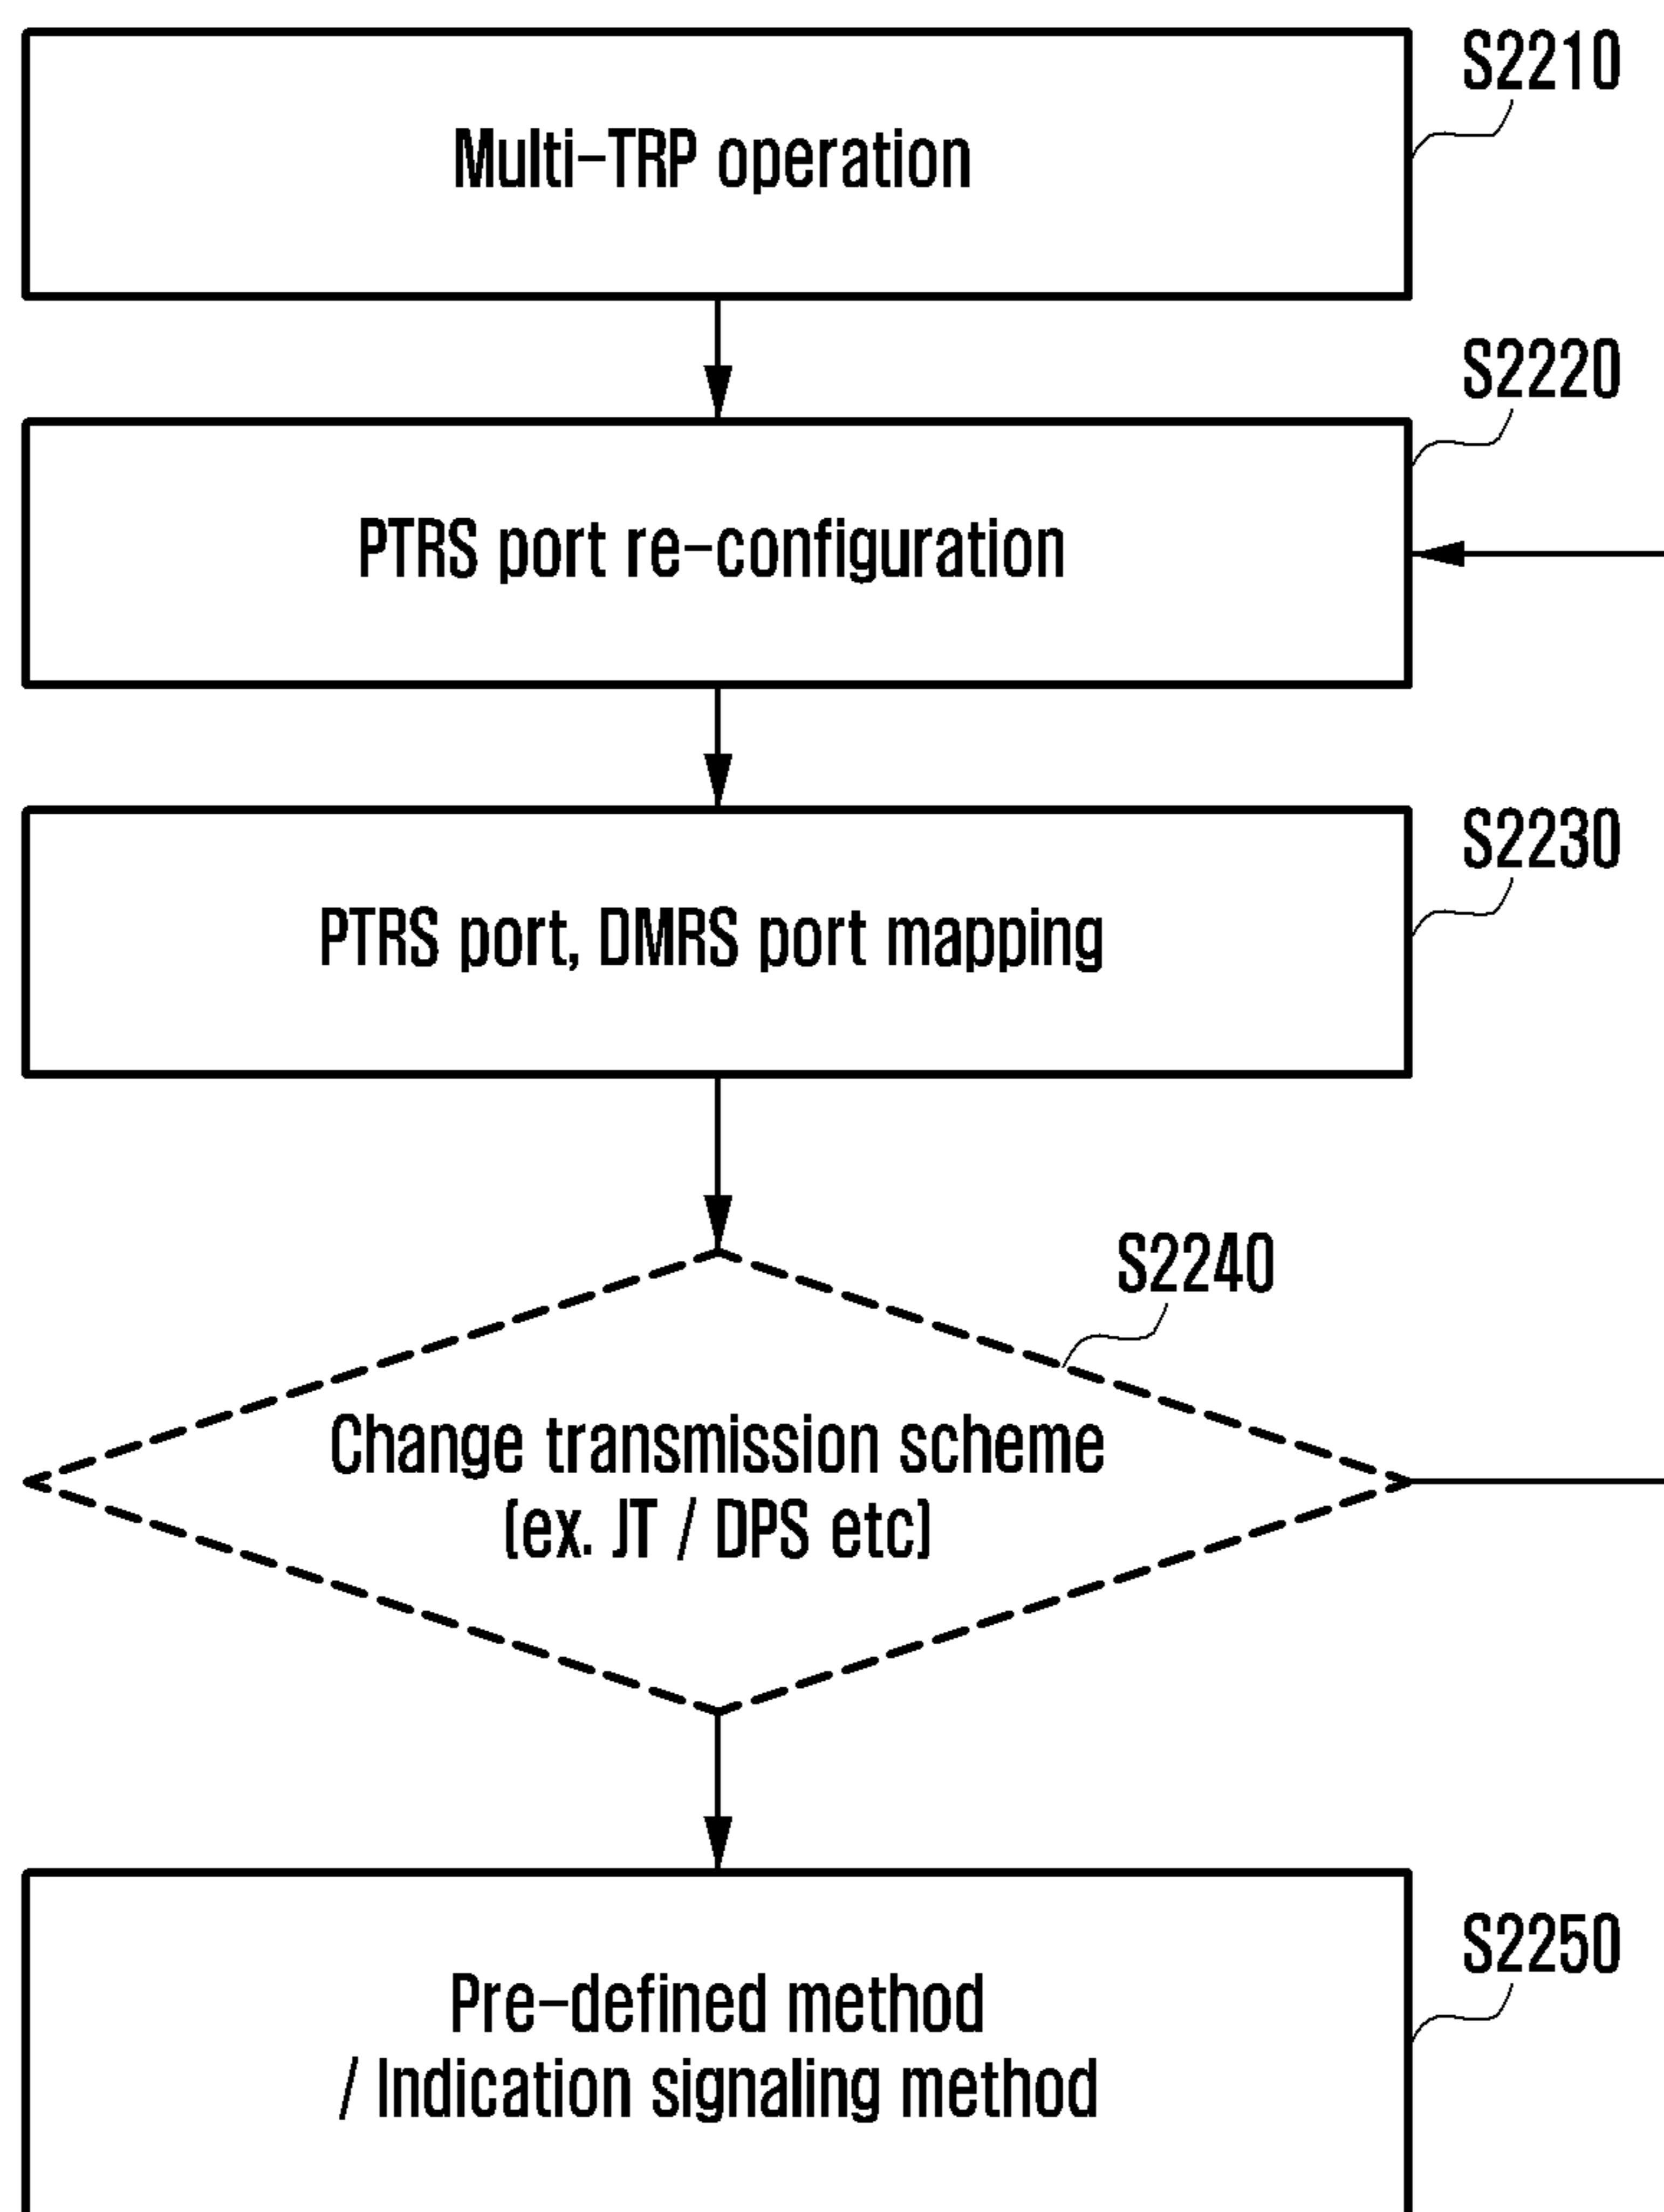 S2210
Multi-TRP operation
S2220
PTRS port re-configuration
S2230
PTRS port, DMRS port mapping
S2240
Change transmission scheme
(ex. JT / DPS etc)
S2250
Pre-defined method
/ Indication signaling method